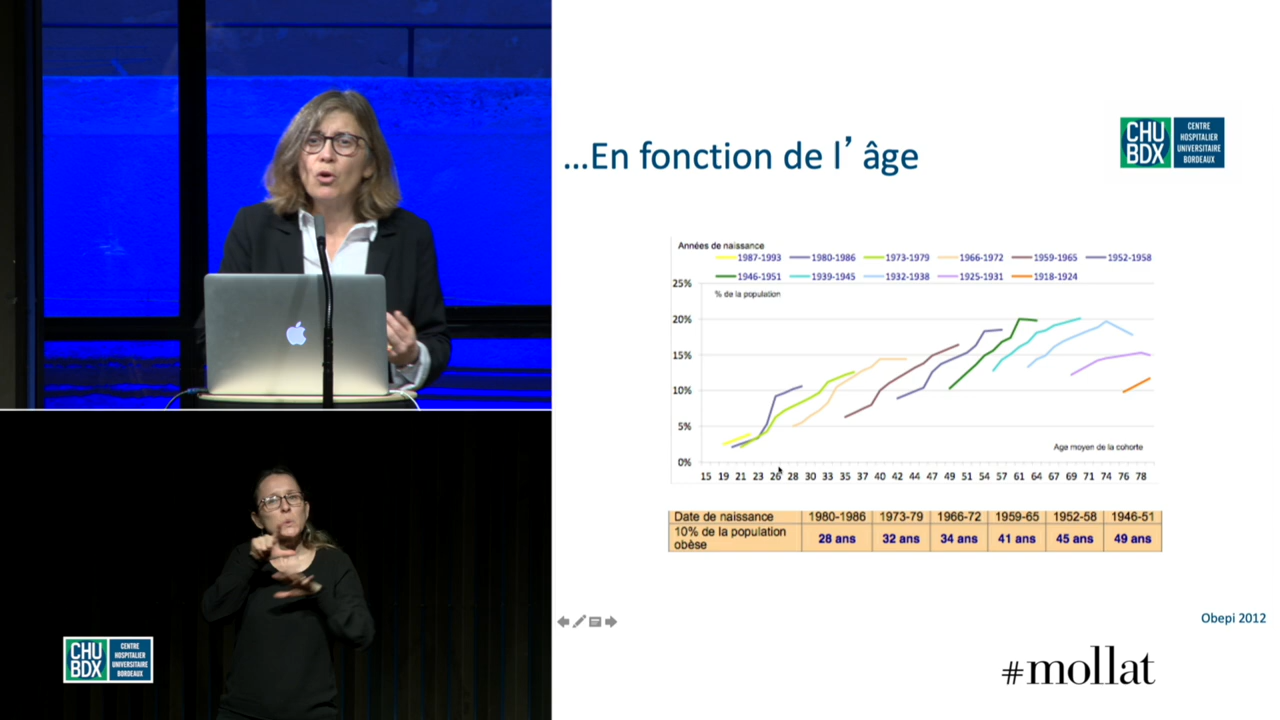 …En fonction de l’ âge
CHU
BDX
CENTRE
HOSPITALIER
UNIVERSITAIRE
BORDEAUX
Années de naissance
1987-1993 1980-1986 1973-1979 1966-1972 1959-1965 1952-1958
1946-1951 1939-1945 1932-1938 1925-1931 1918-1924
25%
% de la population
20%
15%
10%
5%
Age moyen de la cohorte
0%
15 19 21 23 26 28 30 33 35 37 40 42 44 47 49 51 54 57 61 64 67 69 71 74 76 78
Date de naissance 1980-1986 1973-79 1966-72 1959-65 1952-58 1946-51
10% de la population
obèse 28 ans 32 ans 34 ans 41 ans 45 ans 49 ans
Obepi 2012
#mollat
CHU
BDX
CENTRE
HOSPITALIER
UNIVERSITAIRE
BORDEAUX